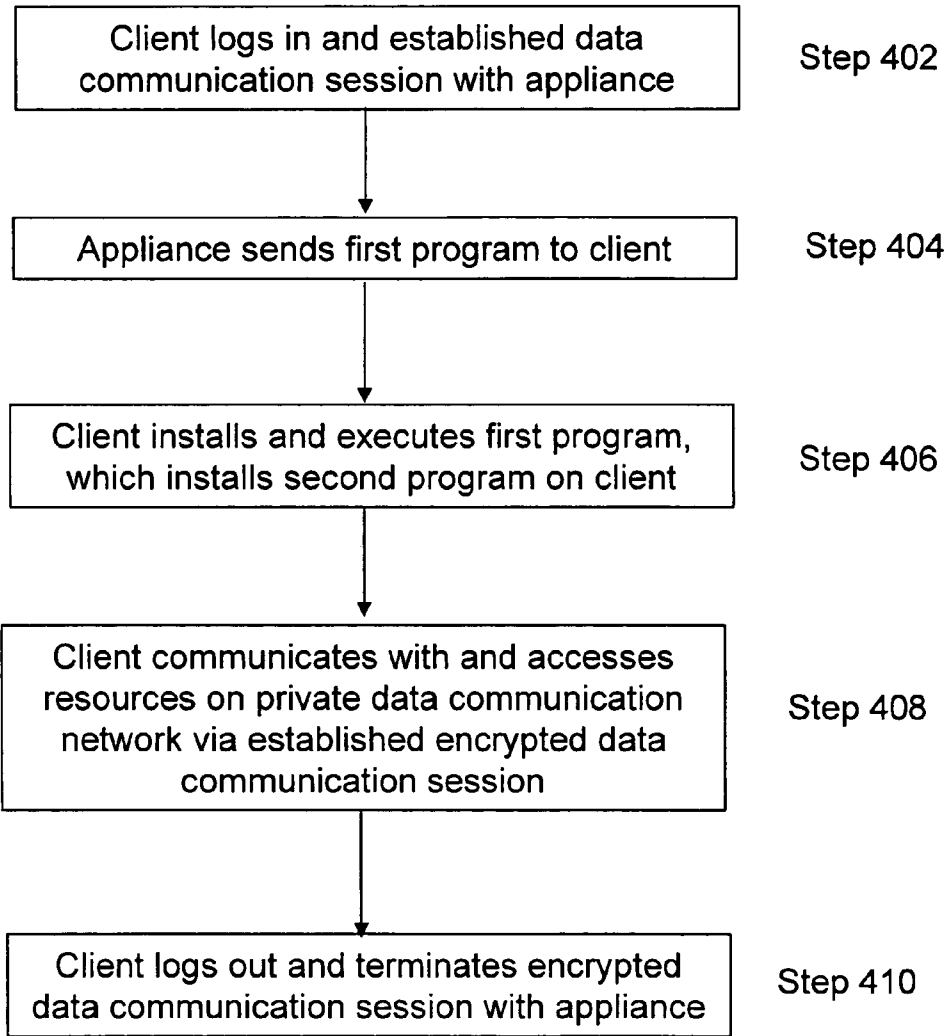 Client logs in and established data
communication session with appliance
Step 402
Appliance sends first program to client
Step 404
Client installs and executes first program,
which installs second program on client
Step 406
Client communicates with and accesses
resources on private data communication
network via established encrypted data
communication session
Step 408
Client logs out and terminates encrypted
data communication session with appliance
Step 410